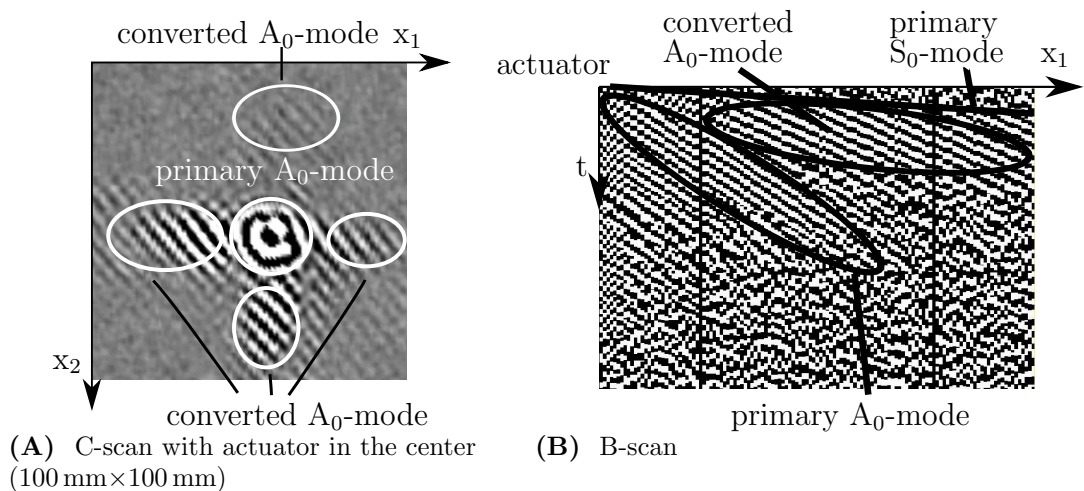 converted A₀-mode x₁
primary A₀-mode
x₂
converted A₀-mode
(A) C-scan with actuator in the center
(100 mm×100 mm)
converted
A₀-mode
primary
S₀-mode
x₁
actuator
t
primary A₀-mode
(B) B-scan